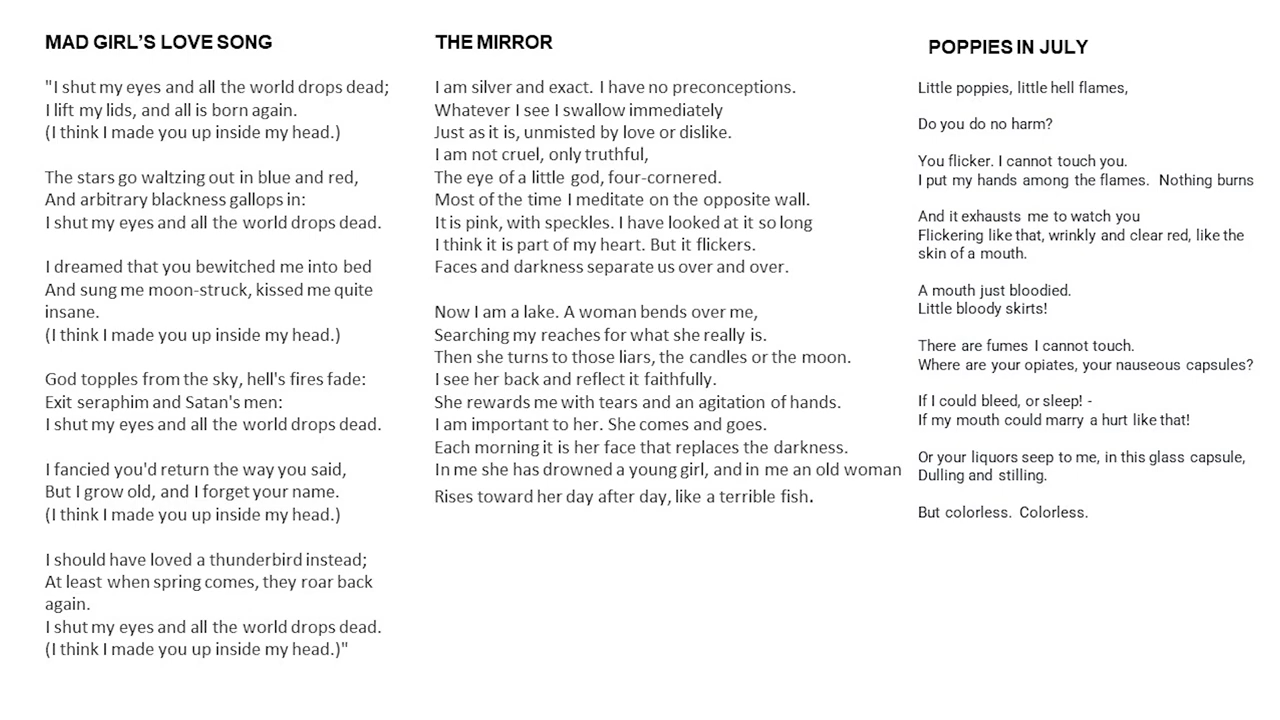 MAD GIRL'S LOVE SONG
"I shut my eyes and all the world drops dead;
I lift my lids, and all is born again.
(I think I made you up inside my head.)
The stars go waltzing out in blue and red,
And arbitrary blackness gallops in:
I shut my eyes and all the world drops dead.
I dreamed that you bewitched me into bed
And sung me moon-struck, kissed me quite
insane.
(I think I made you up inside my head.)
God topples from the sky, hell's fires fade:
Exit seraphim and Satan's men:
I shut my eyes and all the world drops dead.
I fancied you'd return the way you said,
But I grow old, and I forget your name.
(I think I made you up inside my head.)
I should have loved a thunderbird instead;
At least when spring comes, they roar back
again.
I shut my eyes and all the world drops dead.
(I think I made you up inside my head.)"
THE MIRROR
I am silver and exact. I have no preconceptions.
Whatever I see I swallow immediately
Just as it is, unmisted by love or dislike.
I am not cruel, only truthful,
The eye of a little god, four-cornered.
Most of the time I meditate on the opposite wall.
It is pink, with speckles. I have looked at it so long
I think it is part of my heart. But it flickers.
Faces and darkness separate us over and over.
Now I am a lake. A woman bends over me,
Searching my reaches for what she really is.
Then she turns to those liars, the candles or the moon.
I see her back and reflect it faithfully.
She rewards me with tears and an agitation of hands.
I am important to her. She comes and goes.
Each morning it is her face that replaces the darkness.
In me she has drowned a young girl, and in me an old woman
Rises toward her day after day, like a terrible fish.
POPPIES IN JULY
Little poppies, little hell flames,
Do you do no harm?
You flicker. I cannot touch you.
I put my hands among the flames. Nothing burns
And it exhausts me to watch you
Flickering like that, wrinkly and clear red, like the
skin of a mouth.
A mouth just bloodied.
Little bloody skirts!
There are fumes I cannot touch.
Where are your opiates, your nauseous capsules?
If I could bleed, or sleep! -
If my mouth could marry a hurt like that!
Or your liquors seep to me, in this glass capsule,
Dulling and stilling.
But colorless. Colorless.